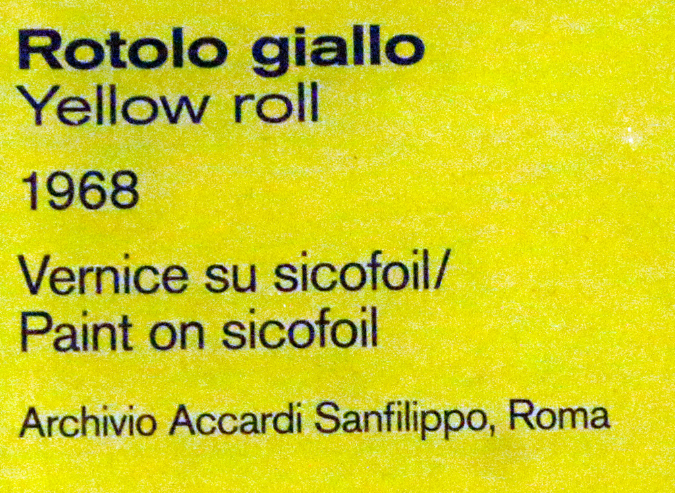 Rotolo giallo
Yellow roll
1968
Vernice su sicofoil/
Paint on sicofoil
Archivio Accardi Sanfilippo, Roma